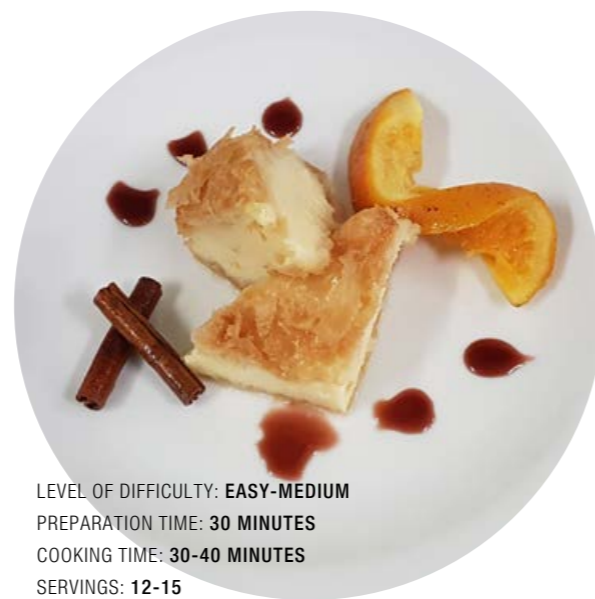 LEVEL OF DIFFICULTY: EASY-MEDIUM
PREPARATION TIME: 30 MINUTES
COOKING TIME: 30-40 MINUTES
SERVINGS: 12-15